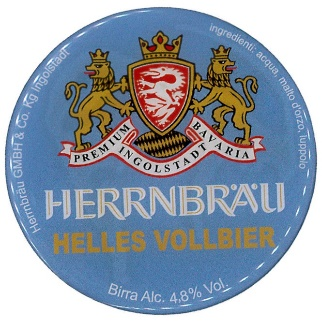 Herrnbräu GMBH & Co. Kg Ingolstadt
ingredienti: acqua, malto d'orzo, luppolo
PREMIUM INGOLSTADT BAVARIA
HERRNBRÄU
HELLES VOLLBIER
Birra Alc. 4,8% Vol.